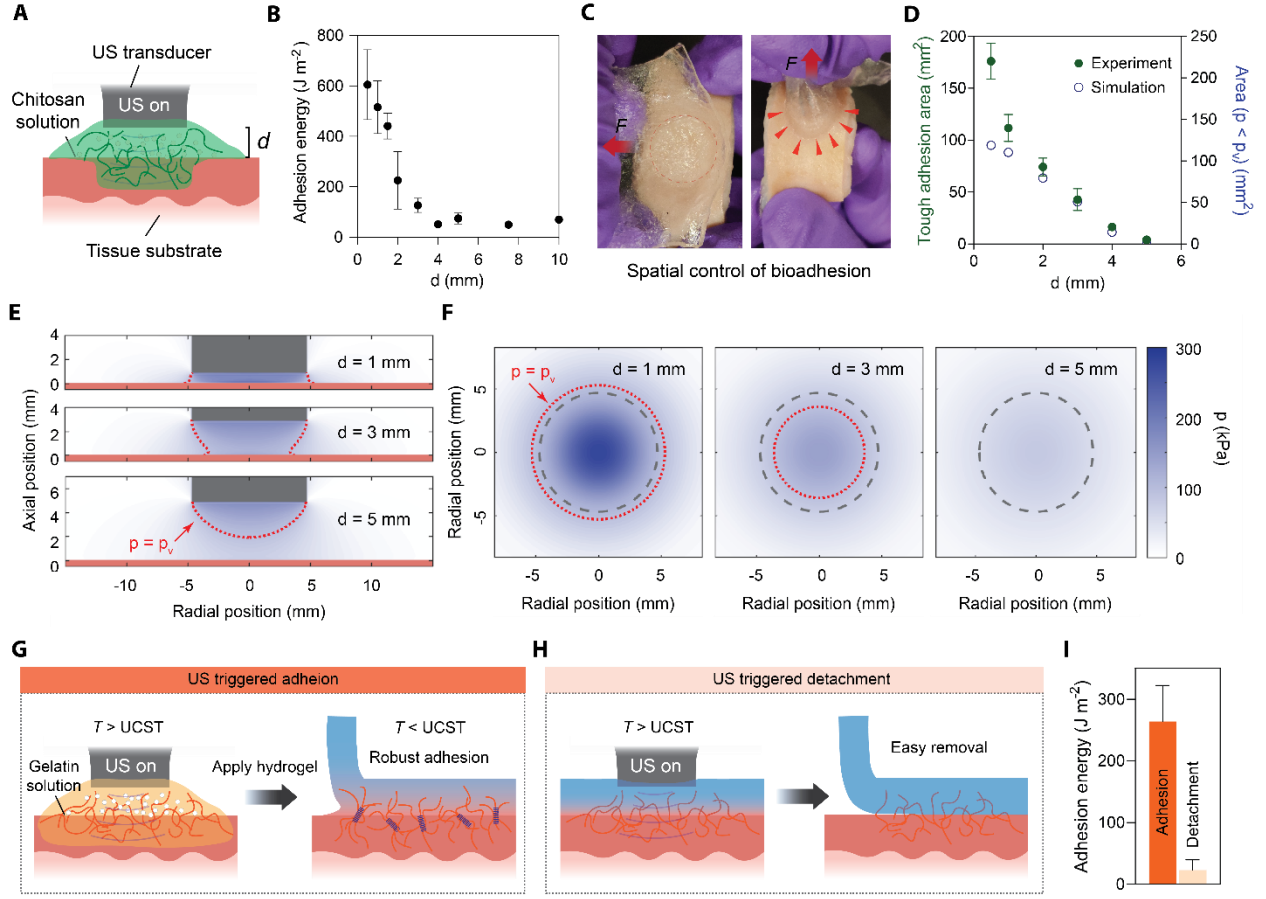 A
US transducer
US on
Chitosan
solution
d
Tissue substrate
B
Adhesion energy (J m⁻²)
800
600
400
200
0
0 2 4 6 8 10
d (mm)
C
F
F
Spatial control of bioadhesion
D
Tough adhesion area (mm²)
200
150
100
50
0
Experiment
Simulation
250
200
150
100
50
0
Area (p < pᵥ) (mm²)
0 2 4 6
d (mm)
E
Axial position (mm)
4
2
0
d = 1 mm
4
2
0
d = 3 mm
6
4
2
0
d = 5 mm
p = pᵥ
-10 -5 0 5 10
Radial position (mm)
F
Radial position (mm)
5
0
-5
p = pᵥ
d = 1 mm
d = 3 mm
d = 5 mm
-5 0 5
-5 0 5
-5 0 5
Radial position (mm)
Radial position (mm)
Radial position (mm)
300
200
100
0
p (kPa)
G
US triggered adheion
T > UCST
US on
Gelatin
solution
Apply hydrogel
T < UCST
Robust adhesion
H
US triggered detachment
T > UCST
US on
Easy removal
I
Adhesion energy (J m⁻²)
300
200
100
0
Adhesion
Detachment